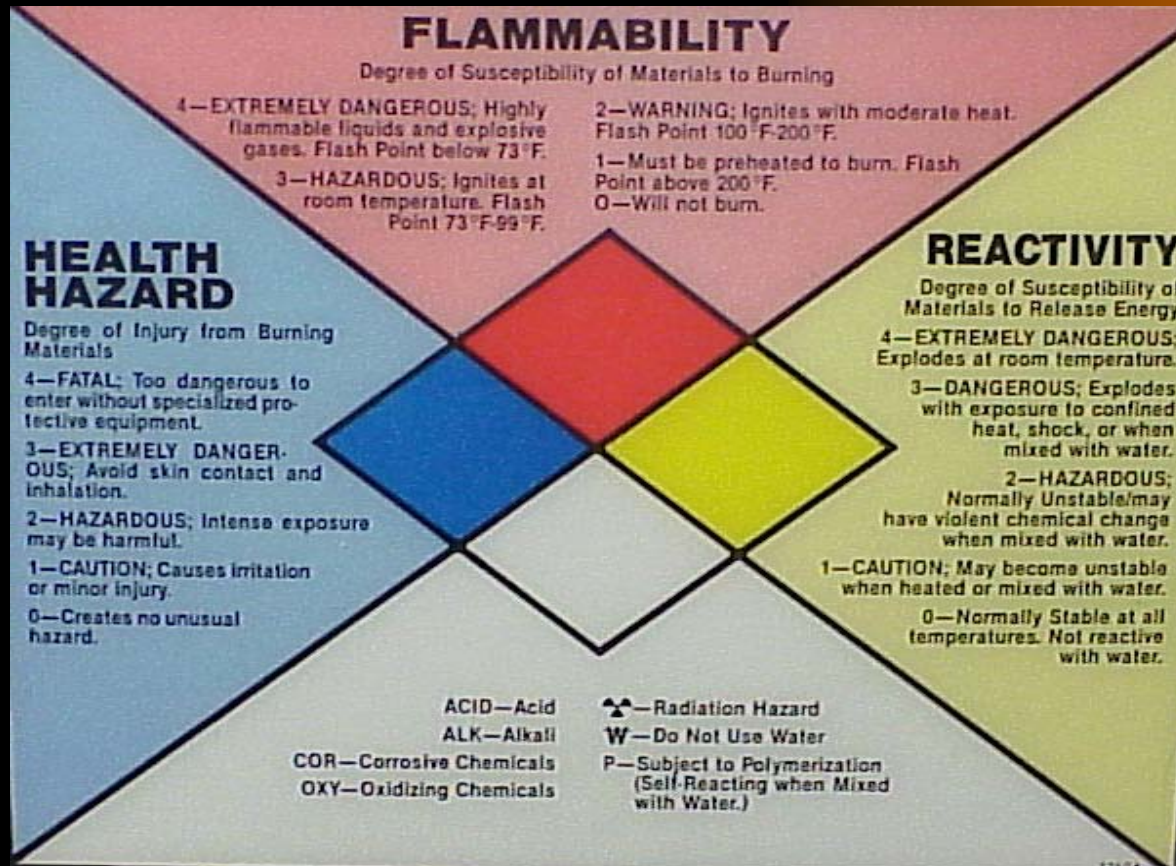 FLAMMABILITY
Degree of Susceptibility of Materials to Burning
4—EXTREMELY DANGEROUS; Highly
flammable liquids and explosive
gases. Flash Point below 73°F.
3—HAZARDOUS; Ignites at
room temperature. Flash
Point 73°F-99°F.
2—WARNING; Ignites with moderate heat.
Flash Point 100°F-200°F.
1—Must be preheated to burn. Flash
Point above 200°F.
0—Will not burn.
HEALTH
HAZARD
Degree of Injury from Burning
Materials
4—FATAL; Too dangerous to
enter without specialized pro-
tective equipment.
3—EXTREMELY DANGER-
OUS; Avoid skin contact and
inhalation.
2—HAZARDOUS; Intense exposure
may be harmful.
1—CAUTION; Causes irritation
or minor injury.
0—Creates no unusual
hazard.
REACTIVITY
Degree of Susceptibility of
Materials to Release Energy
4—EXTREMELY DANGEROUS;
Explodes at room temperature.
3—DANGEROUS; Explodes
with exposure to confined
heat, shock, or when
mixed with water.
2—HAZARDOUS;
Normally Unstable/may
have violent chemical change
when mixed with water.
1—CAUTION; May become unstable
when heated or mixed with water.
0—Normally Stable at all
temperatures. Not reactive
with water.
ACID—Acid
ALK—Alkali
COR—Corrosive Chemicals
OXY—Oxidizing Chemicals
☢—Radiation Hazard
W—Do Not Use Water
P—Subject to Polymerization
(Self-Reacting when Mixed
with Water.)